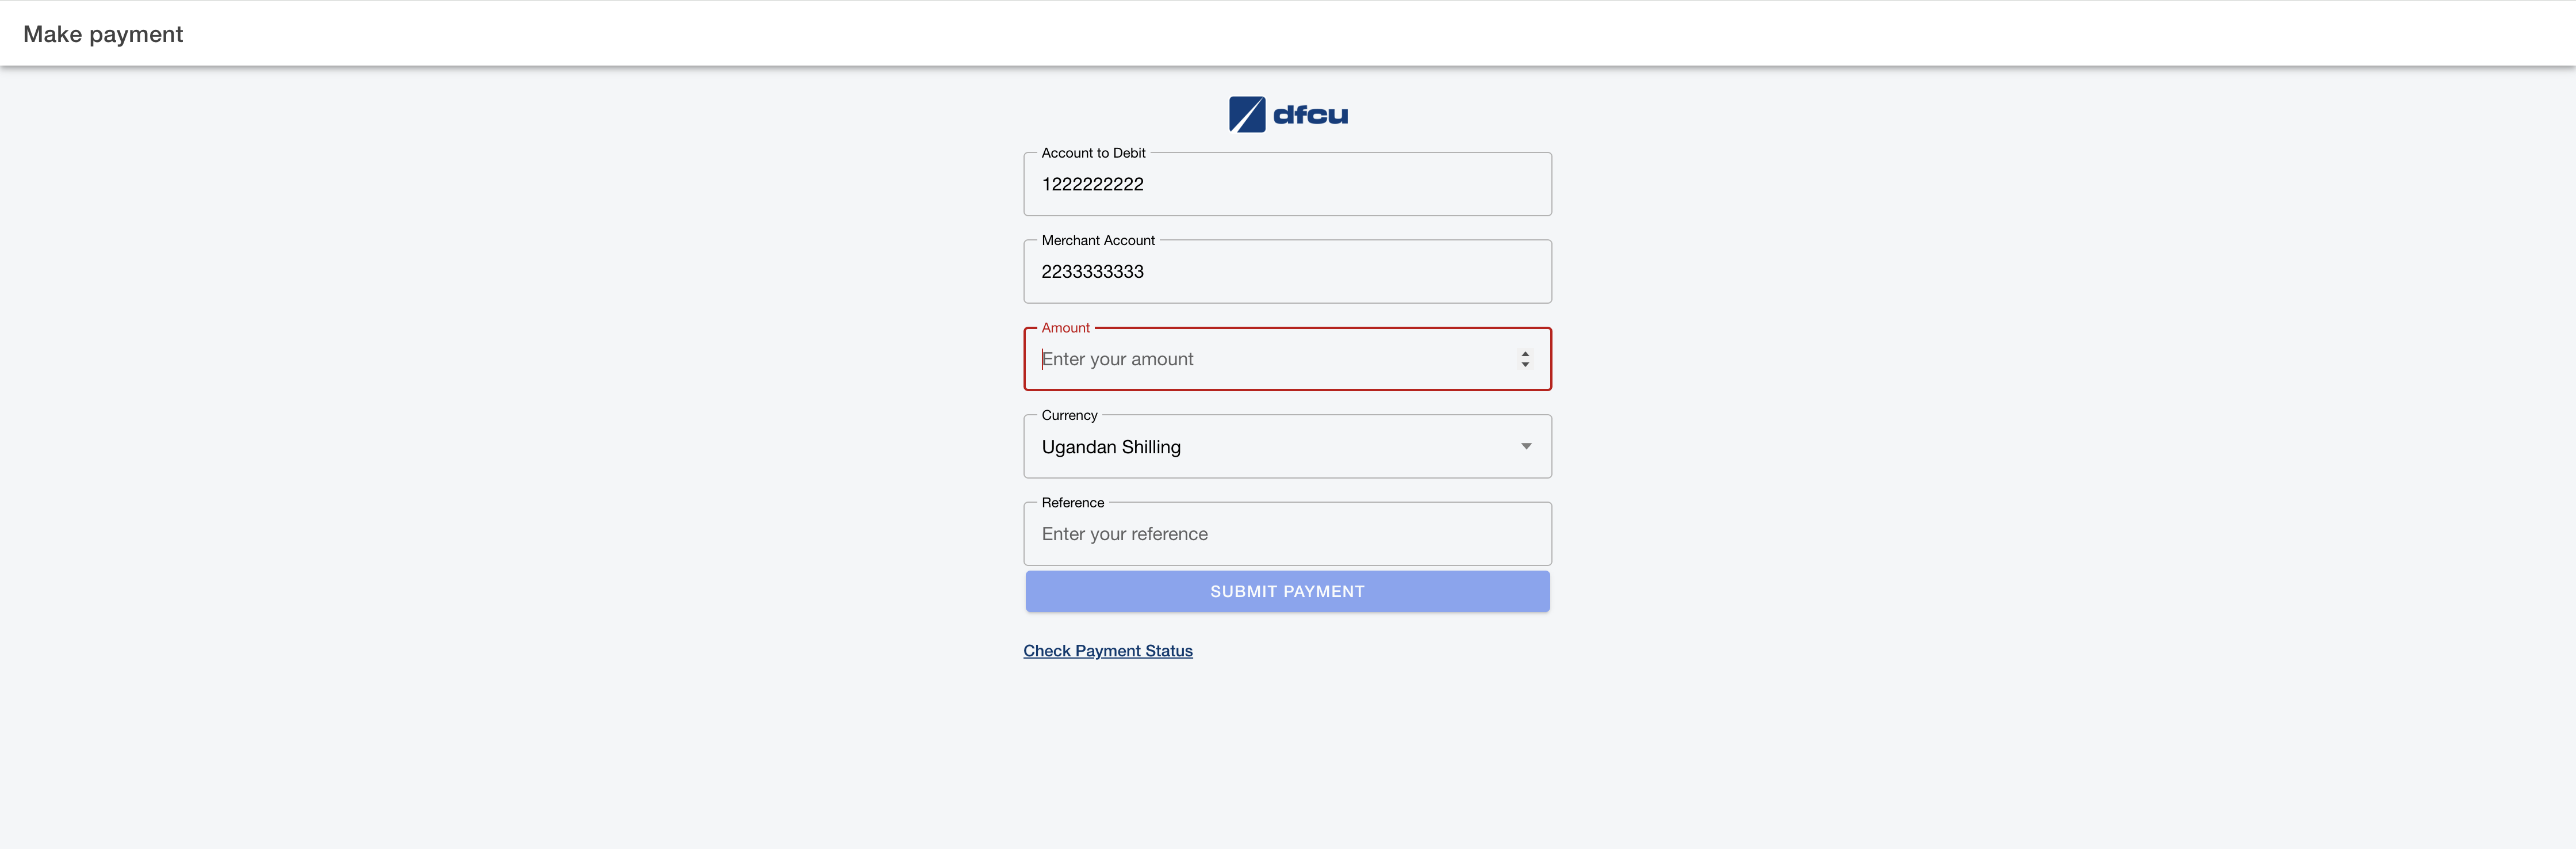 Make payment
dfcu
Account to Debit
1222222222
Merchant Account
2233333333
Amount
Enter your amount
Currency
Ugandan Shilling
Reference
Enter your reference
SUBMIT PAYMENT
Check Payment Status